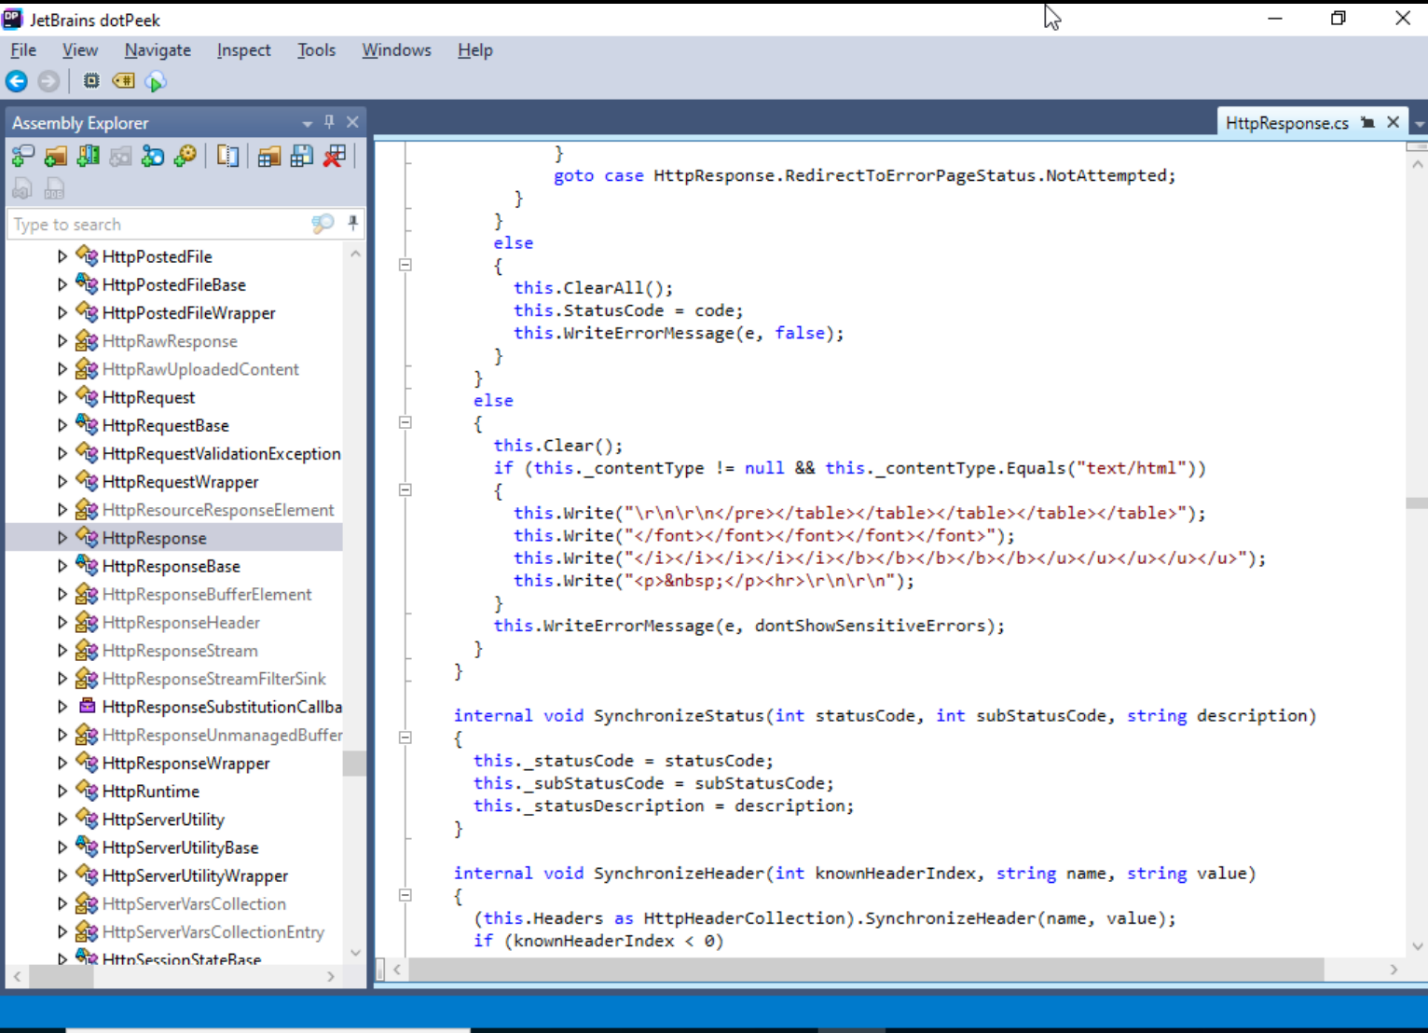 JetBrains dotPeek
File View Navigate Inspect Tools Windows Help
Assembly Explorer
Type to search
HttpPostedFile
HttpPostedFileBase
HttpPostedFileWrapper
HttpRawResponse
HttpRawUploadedContent
HttpRequest
HttpRequestBase
HttpRequestValidationException
HttpRequestWrapper
HttpResourceResponseElement
HttpResponse
HttpResponseBase
HttpResponseBufferElement
HttpResponseHeader
HttpResponseStream
HttpResponseStreamFilterSink
HttpResponseSubstitutionCallba
HttpResponseUnmanagedBuffer
HttpResponseWrapper
HttpRuntime
HttpServerUtility
HttpServerUtilityBase
HttpServerUtilityWrapper
HttpServerVarsCollection
HttpServerVarsCollectionEntry
HttpSessionStateBase
HttpResponse.cs
}
goto case HttpResponse.RedirectToErrorPageStatus.NotAttempted;
}
}
else
{
this.ClearAll();
this.StatusCode = code;
this.WriteErrorMessage(e, false);
}
}
else
{
this.Clear();
if (this._contentType != null && this._contentType.Equals("text/html"))
{
this.Write("\r\n\r\n</pre></table></table></table></table></table>");
this.Write("</font></font></font></font></font>");
this.Write("</i></i></i></i></i></b></b></b></b></b></u></u></u></u></u>");
this.Write("<p>&nbsp;</p><hr>\r\n\r\n");
}
this.WriteErrorMessage(e, dontShowSensitiveErrors);
}
}
internal void SynchronizeStatus(int statusCode, int subStatusCode, string description)
{
this._statusCode = statusCode;
this._subStatusCode = subStatusCode;
this._statusDescription = description;
}
internal void SynchronizeHeader(int knownHeaderIndex, string name, string value)
{
(this.Headers as HttpHeaderCollection).SynchronizeHeader(name, value);
if (knownHeaderIndex < 0)